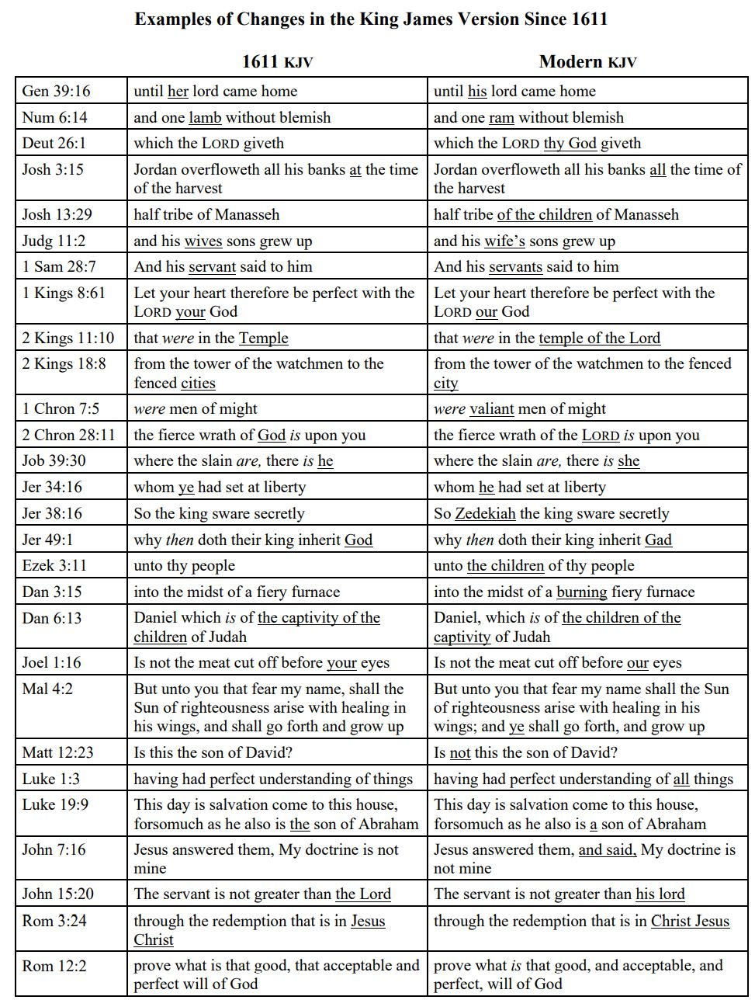 Examples of Changes in the King James Version Since 1611
1611 KJV
Modern KJV
Gen 39:16
until her lord came home
until his lord came home
Num 6:14
and one lamb without blemish
and one ram without blemish
Deut 26:1
which the LORD giveth
which the LORD thy God giveth
Josh 3:15
Jordan overfloweth all his banks at the time
of the harvest
Jordan overfloweth all his banks all the time of
the harvest
Josh 13:29
half tribe of Manasseh
half tribe of the children of Manasseh
Judg 11:2
and his wives sons grew up
and his wife’s sons grew up
1 Sam 28:7
And his servant said to him
And his servants said to him
1 Kings 8:61
Let your heart therefore be perfect with the
LORD your God
Let your heart therefore be perfect with the
LORD our God
2 Kings 11:10
that were in the Temple
that were in the temple of the Lord
2 Kings 18:8
from the tower of the watchmen to the
fenced cities
from the tower of the watchmen to the fenced
city
1 Chron 7:5
were men of might
were valiant men of might
2 Chron 28:11
the fierce wrath of God is upon you
the fierce wrath of the LORD is upon you
Job 39:30
where the slain are, there is he
where the slain are, there is she
Jer 34:16
whom ye had set at liberty
whom he had set at liberty
Jer 38:16
So the king sware secretly
So Zedekiah the king sware secretly
Jer 49:1
why then doth their king inherit God
why then doth their king inherit Gad
Ezek 3:11
unto thy people
unto the children of thy people
Dan 3:15
into the midst of a fiery furnace
into the midst of a burning fiery furnace
Dan 6:13
Daniel which is of the captivity of the
children of Judah
Daniel, which is of the children of the
captivity of Judah
Joel 1:16
Is not the meat cut off before your eyes
Is not the meat cut off before our eyes
Mal 4:2
But unto you that fear my name, shall the
Sun of righteousness arise with healing in
his wings, and shall go forth and grow up
But unto you that fear my name shall the Sun
of righteousness arise with healing in his
wings; and ye shall go forth, and grow up
Matt 12:23
Is this the son of David?
Is not this the son of David?
Luke 1:3
having had perfect understanding of things
having had perfect understanding of all things
Luke 19:9
This day is salvation come to this house,
forsomuch as he also is the son of Abraham
This day is salvation come to this house,
forsomuch as he also is a son of Abraham
John 7:16
Jesus answered them, My doctrine is not
mine
Jesus answered them, and said, My doctrine is
not mine
John 15:20
The servant is not greater than the Lord
The servant is not greater than his lord
Rom 3:24
through the redemption that is in Jesus
Christ
through the redemption that is in Christ Jesus
Rom 12:2
prove what is that good, that acceptable and
perfect will of God
prove what is that good, and acceptable, and
perfect, will of God